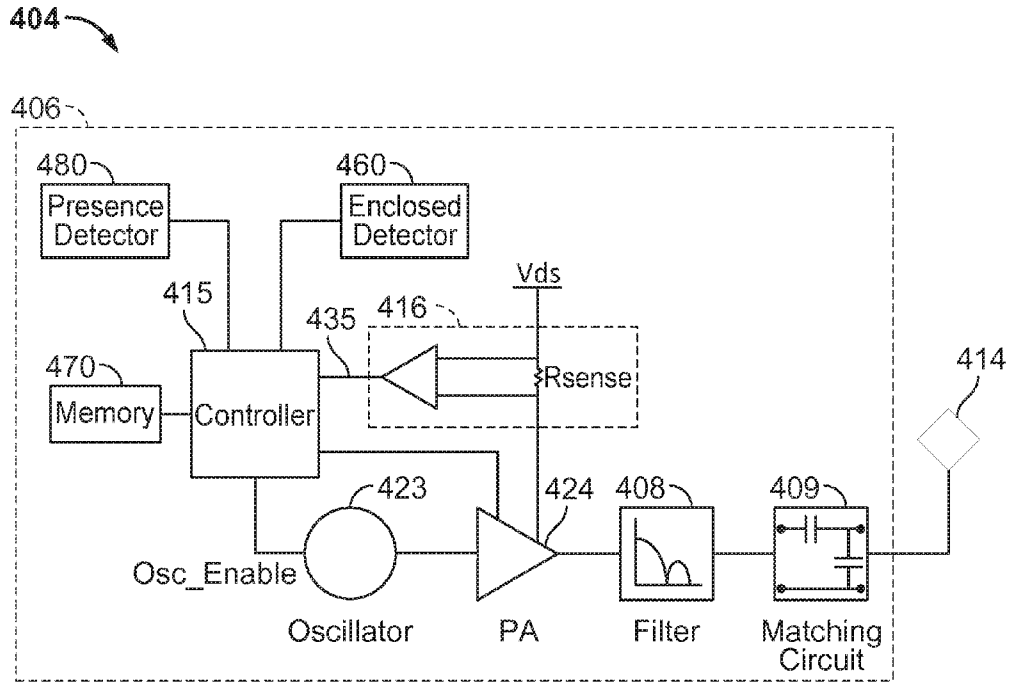 404
406
480
Presence
Detector
460
Enclosed
Detector
Vds
415
416
435
Rsense
414
470
Memory
Controller
423
424
408
409
Osc_Enable
Oscillator
PA
Filter
Matching
Circuit